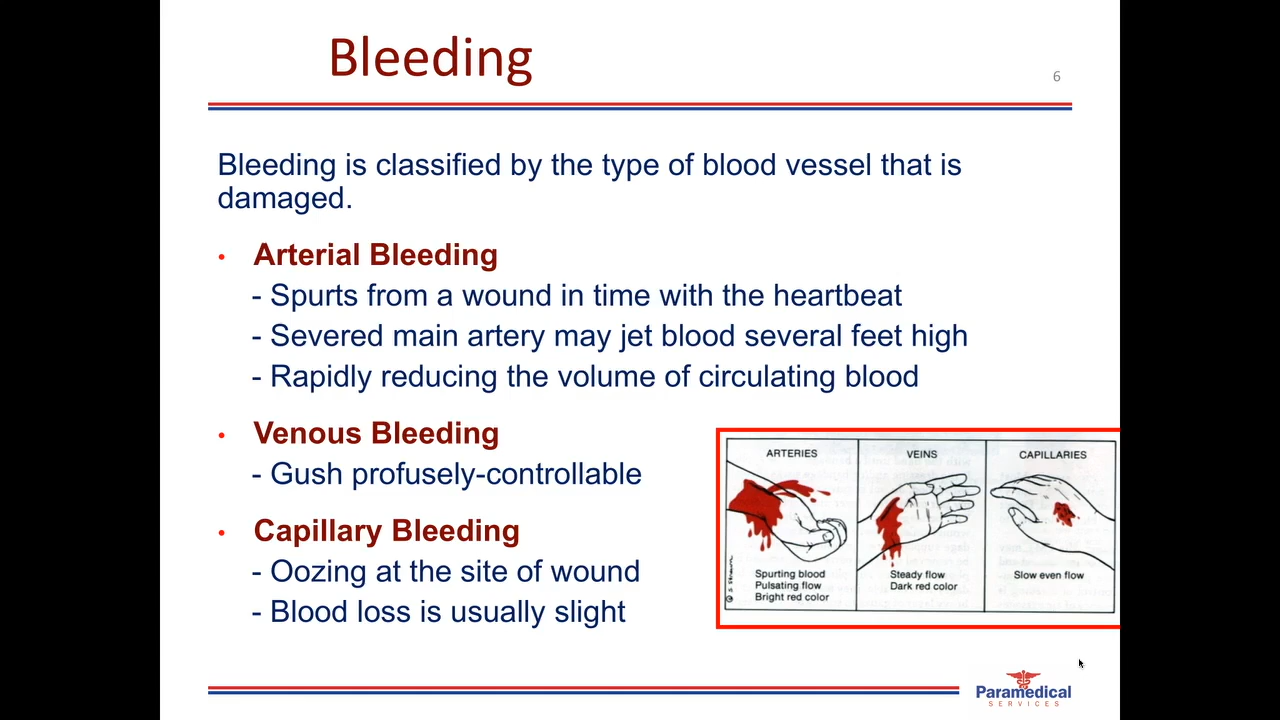 Bleeding
6
Bleeding is classified by the type of blood vessel that is
damaged.
• Arterial Bleeding
- Spurts from a wound in time with the heartbeat
- Severed main artery may jet blood several feet high
- Rapidly reducing the volume of circulating blood
• Venous Bleeding
- Gush profusely-controllable
• Capillary Bleeding
- Oozing at the site of wound
- Blood loss is usually slight
ARTERIES
Spurting blood
Pulsating flow
Bright red color
VEINS
Steady flow
Dark red color
CAPILLARIES
Slow even flow
Paramedical
SERVICES